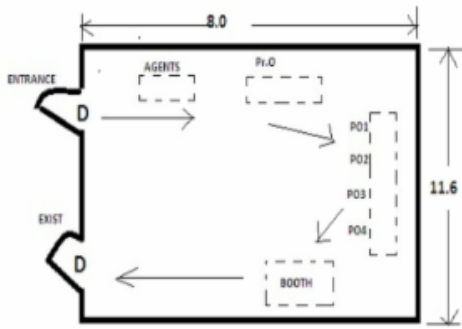 8.0
ENTRANCE
D
AGENTS
Pr.O
PO1
PO2
PO3
PO4
11.6
EXIST
D
BOOTH